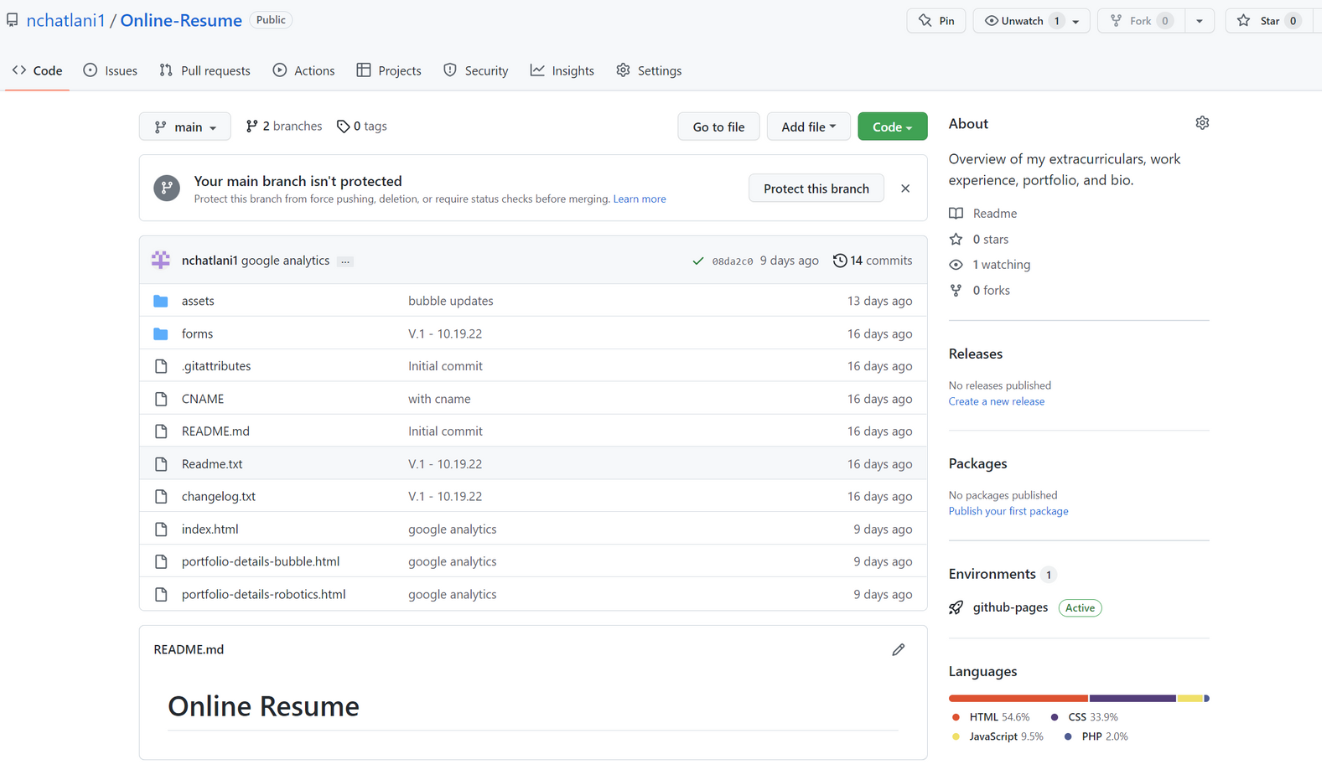 nchatlani1 / Online-Resume Public Pin Unwatch 1 Fork 0 Star 0
Code Issues Pull requests Actions Projects Security Insights Settings
main 2 branches 0 tags Go to file Add file Code
Your main branch isn't protected
Protect this branch from force pushing, deletion, or require status checks before merging. Learn more
Protect this branch
nchatlani1 google analytics ... 08da2c0 9 days ago 14 commits
assets bubble updates 13 days ago
forms V.1 - 10.19.22 16 days ago
.gitattributes Initial commit 16 days ago
CNAME with cname 16 days ago
README.md Initial commit 16 days ago
Readme.txt V.1 - 10.19.22 16 days ago
changelog.txt V.1 - 10.19.22 16 days ago
index.html google analytics 9 days ago
portfolio-details-bubble.html google analytics 9 days ago
portfolio-details-robotics.html google analytics 9 days ago
README.md
Online Resume
About
Overview of my extracurriculars, work
experience, portfolio, and bio.
Readme
0 stars
1 watching
0 forks
Releases
No releases published
Create a new release
Packages
No packages published
Publish your first package
Environments 1
github-pages Active
Languages
HTML 54.6% CSS 33.9%
JavaScript 9.5% PHP 2.0%